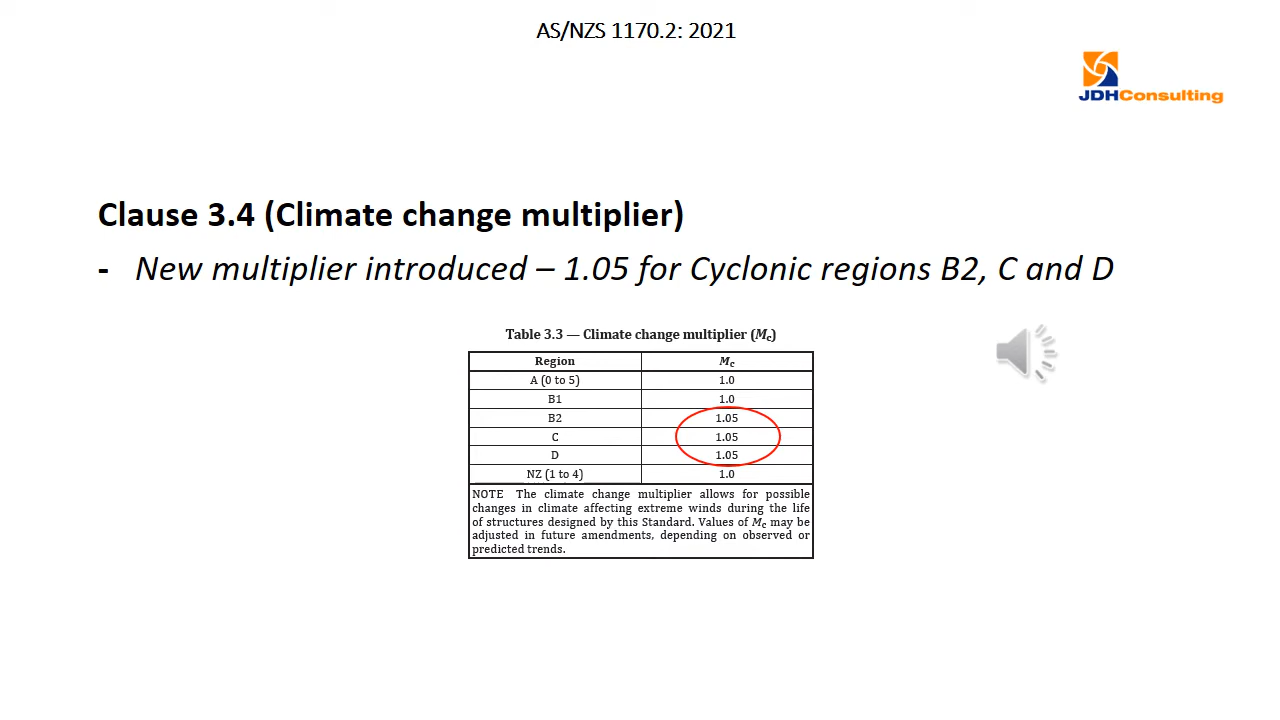 AS/NZS 1170.2: 2021
JDHConsulting
Clause 3.4 (Climate change multiplier)
- New multiplier introduced – 1.05 for Cyclonic regions B2, C and D
Table 3.3 — Climate change multiplier (Mc)
Region Mc
A (0 to 5) 1.0
B1 1.0
B2 1.05
C 1.05
D 1.05
NZ (1 to 4) 1.0
NOTE The climate change multiplier allows for possible
changes in climate affecting extreme winds during the life
of structures designed by this Standard. Values of Mc may be
adjusted in future amendments, depending on observed or
predicted trends.